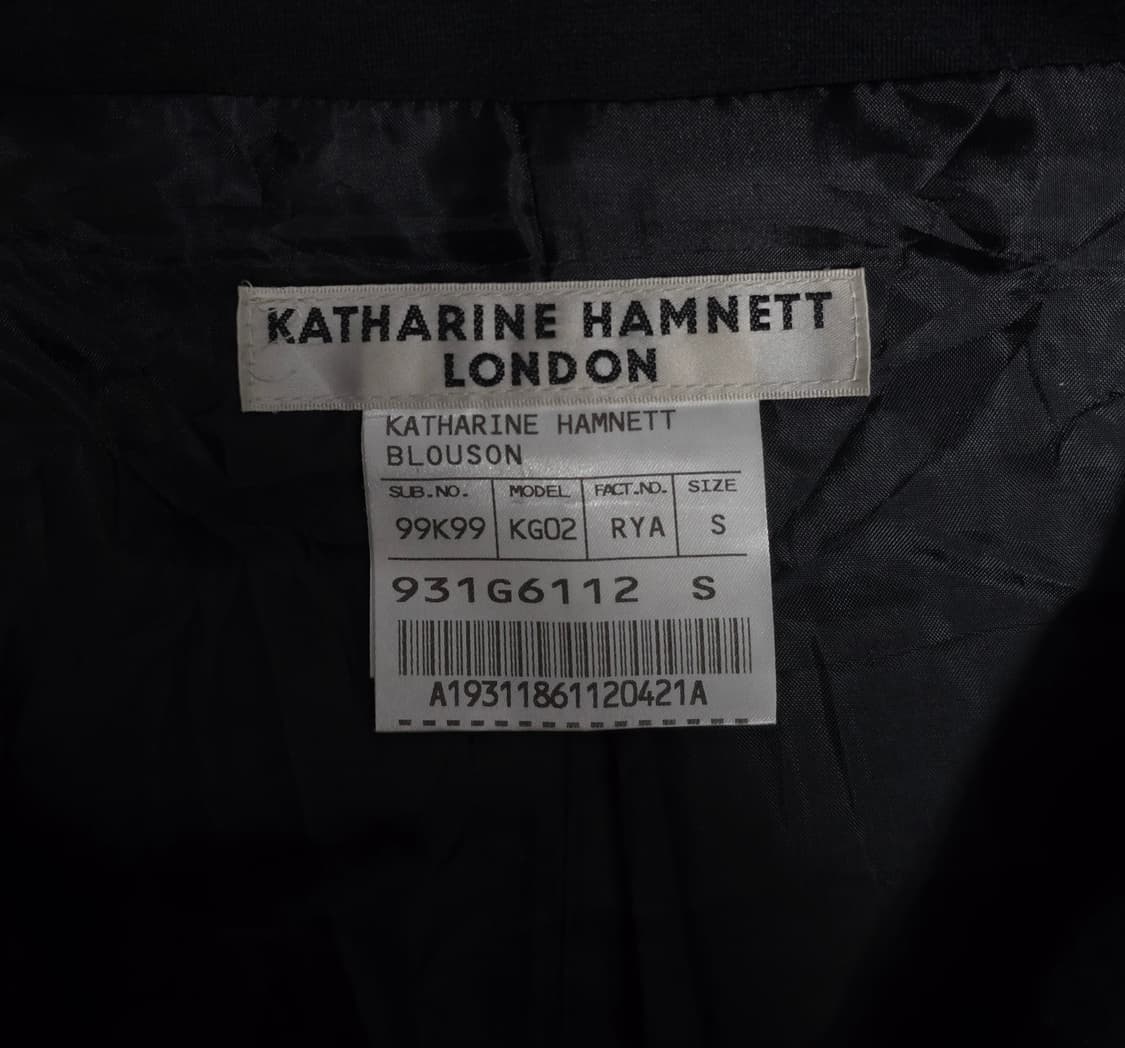 KATHARINE HAMNETT
LONDON
KATHARINE HAMNETT
BLOUSON
SUB.NO. MODEL FACT.NO. SIZE
99K99 KG02 RYA S
931G6112 S
A19311861120421A